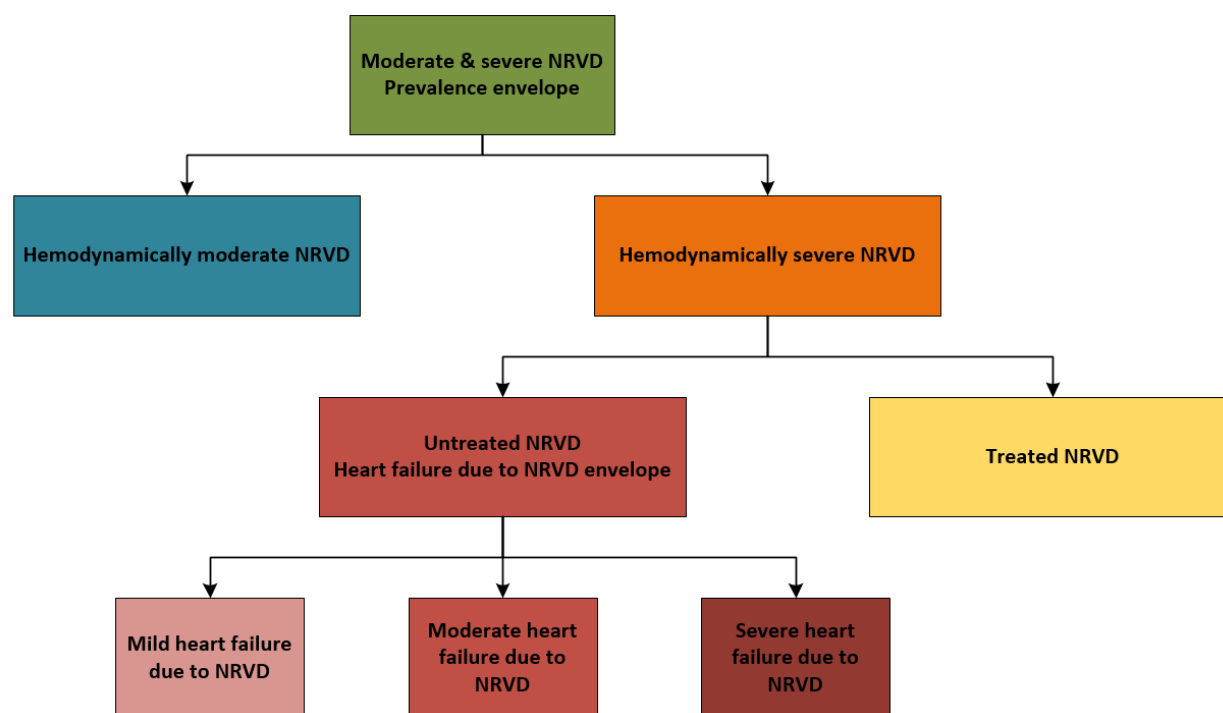 Moderate & severe NRVD
Prevalence envelope
Hemodynamically moderate NRVD
Hemodynamically severe NRVD
Untreated NRVD
Heart failure due to NRVD envelope
Treated NRVD
Mild heart failure
due to NRVD
Moderate heart
failure due to
NRVD
Severe heart
failure due to
NRVD